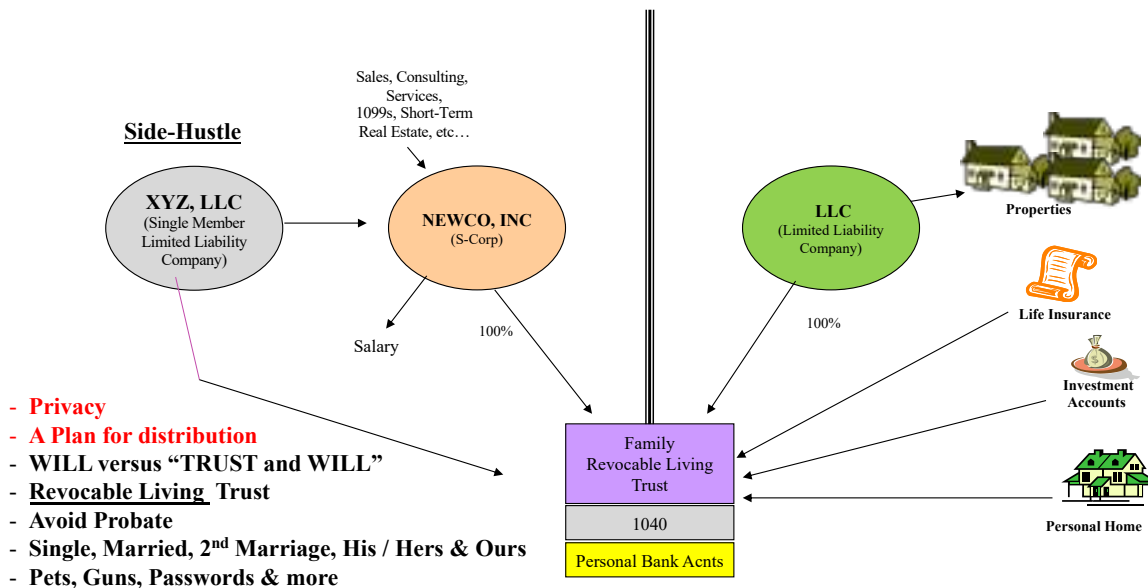 Sales, Consulting,
Services,
1099s, Short-Term
Real Estate, etc…
Side-Hustle
XYZ, LLC
(Single Member
Limited Liability
Company)
NEWCO, INC
(S-Corp)
LLC
(Limited Liability
Company)
Properties
Life Insurance
100%
100%
Salary
Investment
Accounts
- Privacy
- A Plan for distribution
- WILL versus “TRUST and WILL”
- Revocable Living Trust
- Avoid Probate
- Single, Married, 2nd Marriage, His / Hers & Ours
- Pets, Guns, Passwords & more
Family
Revocable Living
Trust
1040
Personal Bank Acnts
Personal Home